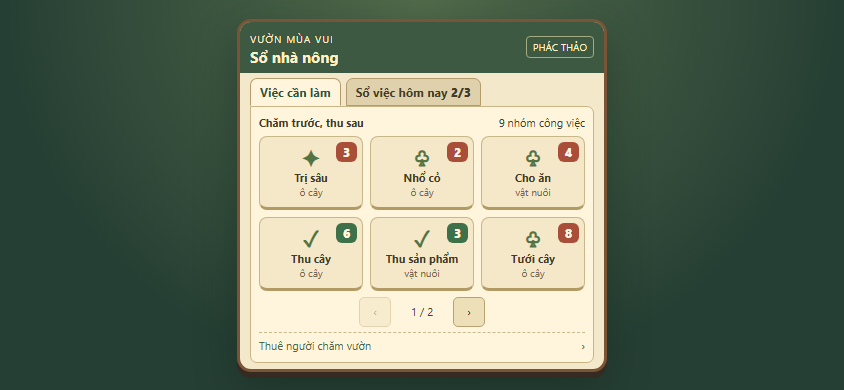 VƯỜN MÙA VUI
Sổ nhà nông
PHÁC THẢO
Việc cần làm
Sổ việc hôm nay 2/3
Chăm trước, thu sau
9 nhóm công việc
3
Trị sâu
ô cây
2
Nhổ cỏ
ô cây
4
Cho ăn
vật nuôi
6
Thu cây
ô cây
3
Thu sản phẩm
vật nuôi
8
Tưới cây
ô cây
‹
1 / 2
›
Thuê người chăm vườn
›